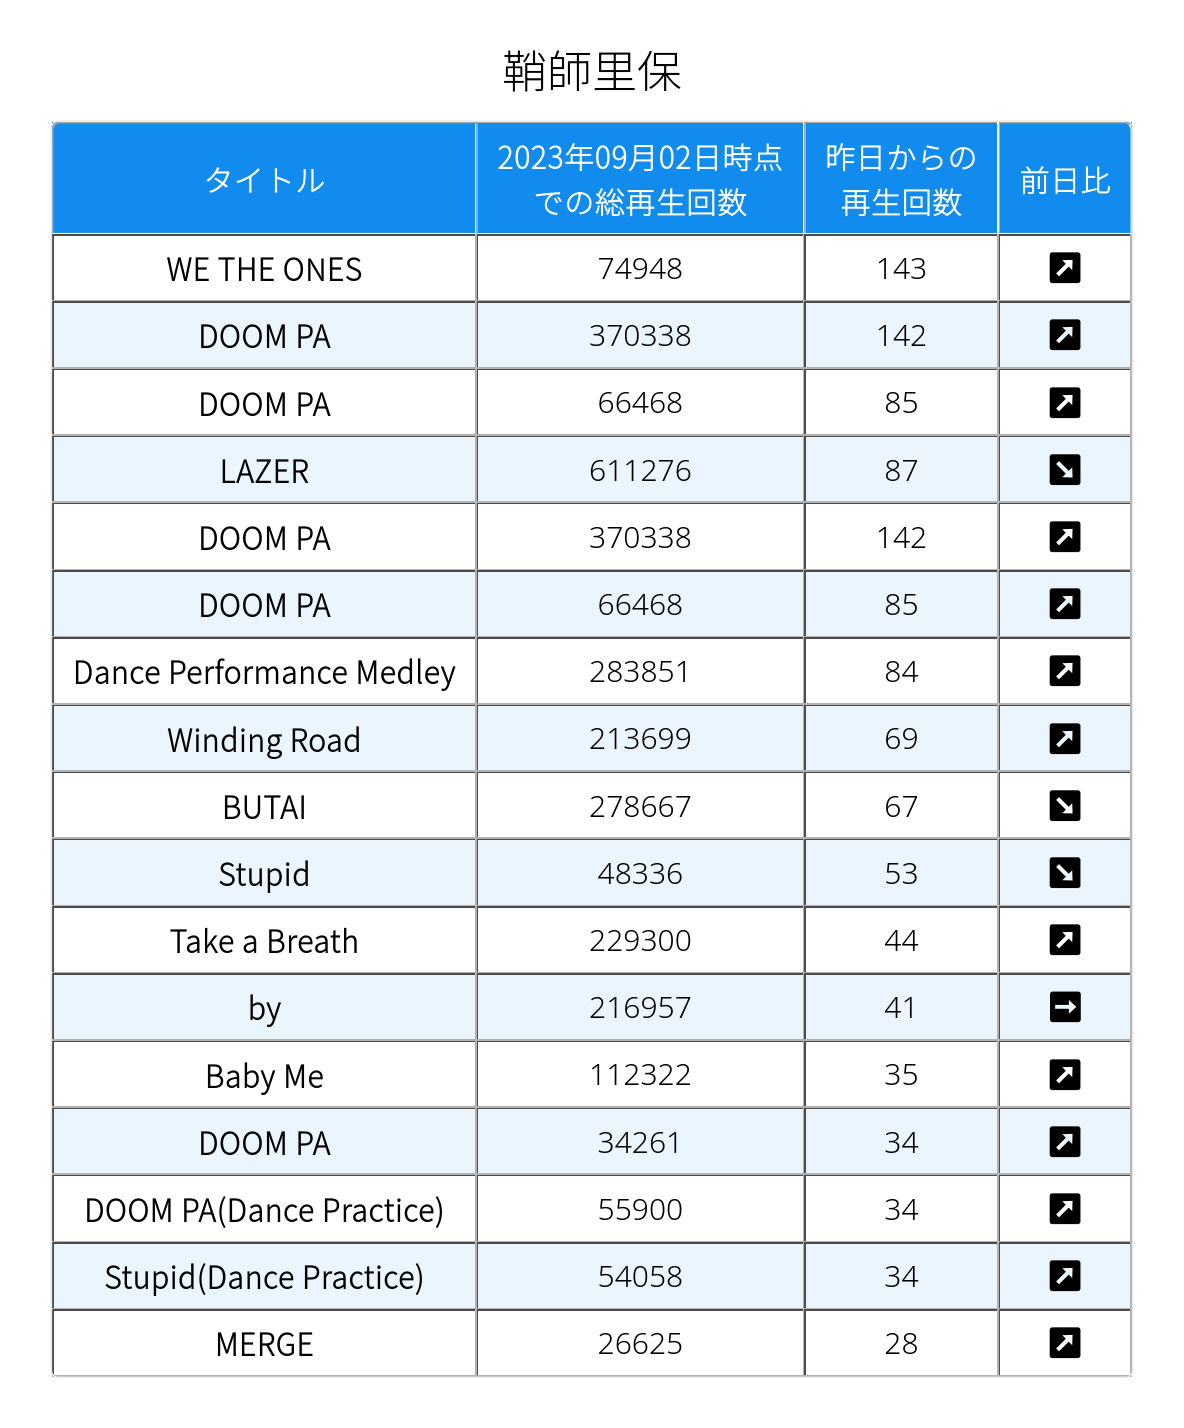 鞘師里保
タイトル
2023年09月02日時点
での総再生回数
昨日からの
再生回数
前日比
WE THE ONES 74948 143 ↗
DOOM PA 370338 142 ↗
DOOM PA 66468 85 ↗
LAZER 611276 87 ↘
DOOM PA 370338 142 ↗
DOOM PA 66468 85 ↗
Dance Performance Medley 283851 84 ↗
Winding Road 213699 69 ↗
BUTAI 278667 67 ↘
Stupid 48336 53 ↘
Take a Breath 229300 44 ↗
by 216957 41 →
Baby Me 112322 35 ↗
DOOM PA 34261 34 ↗
DOOM PA(Dance Practice) 55900 34 ↗
Stupid(Dance Practice) 54058 34 ↗
MERGE 26625 28 ↗